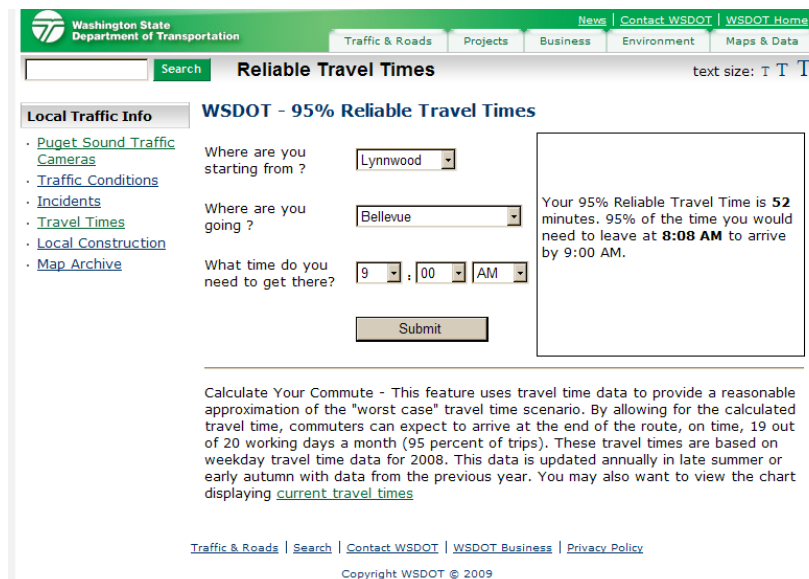 Washington State
Department of Transportation
News | Contact WSDOT | WSDOT Home
Traffic & Roads
Projects
Business
Environment
Maps & Data
Search
Reliable Travel Times
text size: T T T
Local Traffic Info
· Puget Sound Traffic
Cameras
· Traffic Conditions
· Incidents
· Travel Times
· Local Construction
· Map Archive
WSDOT - 95% Reliable Travel Times
Where are you
starting from ?
Lynnwood
Where are you
going ?
Bellevue
What time do you
need to get there?
9 : 00 AM
Submit
Your 95% Reliable Travel Time is 52
minutes. 95% of the time you would
need to leave at 8:08 AM to arrive
by 9:00 AM.
Calculate Your Commute - This feature uses travel time data to provide a reasonable
approximation of the "worst case" travel time scenario. By allowing for the calculated
travel time, commuters can expect to arrive at the end of the route, on time, 19 out
of 20 working days a month (95 percent of trips). These travel times are based on
weekday travel time data for 2008. This data is updated annually in late summer or
early autumn with data from the previous year. You may also want to view the chart
displaying current travel times
Traffic & Roads | Search | Contact WSDOT | WSDOT Business | Privacy Policy
Copyright WSDOT © 2009